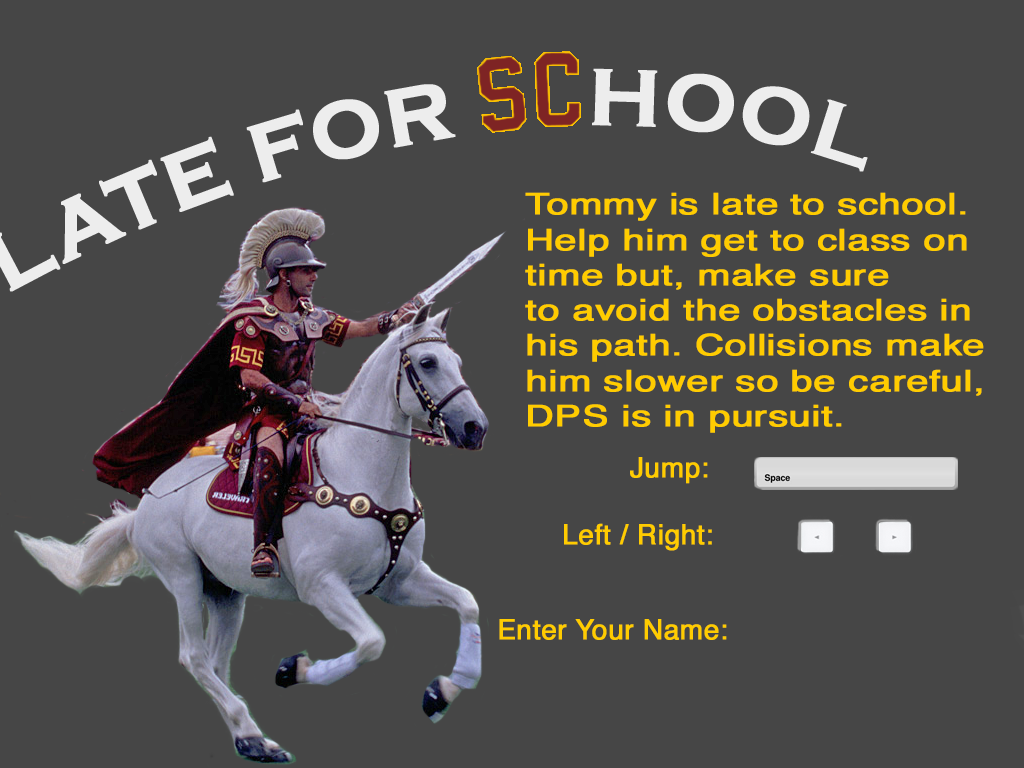 LATE FOR SCHOOL
Tommy is late to school.
Help him get to class on
time but, make sure
to avoid the obstacles in
his path. Collisions make
him slower so be careful,
DPS is in pursuit.
Jump:
Space
Left / Right:
◂ ▸
Enter Your Name:
TRAVELER